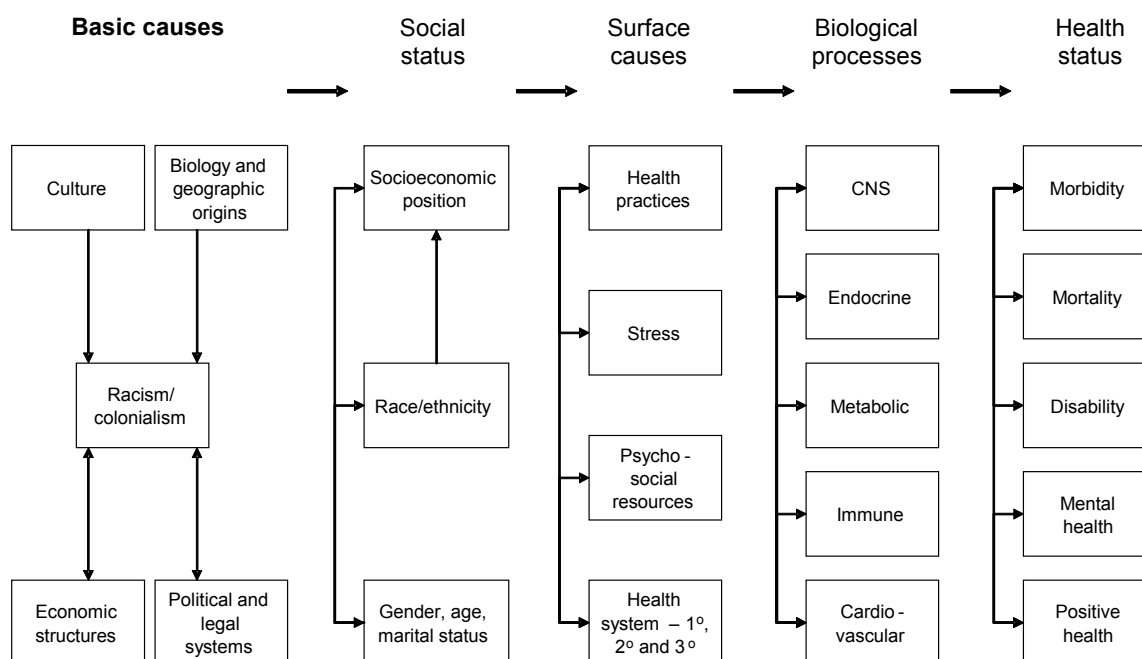 Basic causes
Social
status
Surface
causes
Biological
processes
Health
status
Culture
Biology and
geographic
origins
Racism/
colonialism
Economic
structures
Political and
legal
systems
Socioeconomic
position
Race/ethnicity
Gender, age,
marital status
Health
practices
Stress
Psycho -
social
resources
Health
system – 1º,
2º and 3º
CNS
Endocrine
Metabolic
Immune
Cardio -
vascular
Morbidity
Mortality
Disability
Mental
health
Positive
health